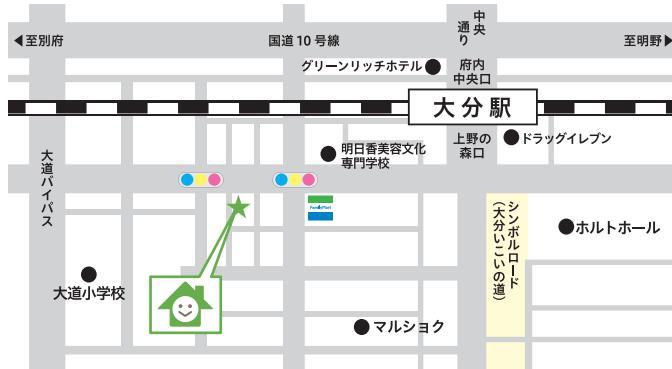 至別府
国道10号線
中央
通り
至明野
グリーンリッチホテル
府内
中央口
大分駅
明日香美容文化
専門学校
上野の
森口
ドラッグイレブン
大道バイパス
FamilyMart
シンボルロード
(大分いこいの道)
ホルトホール
大道小学校
マルショク